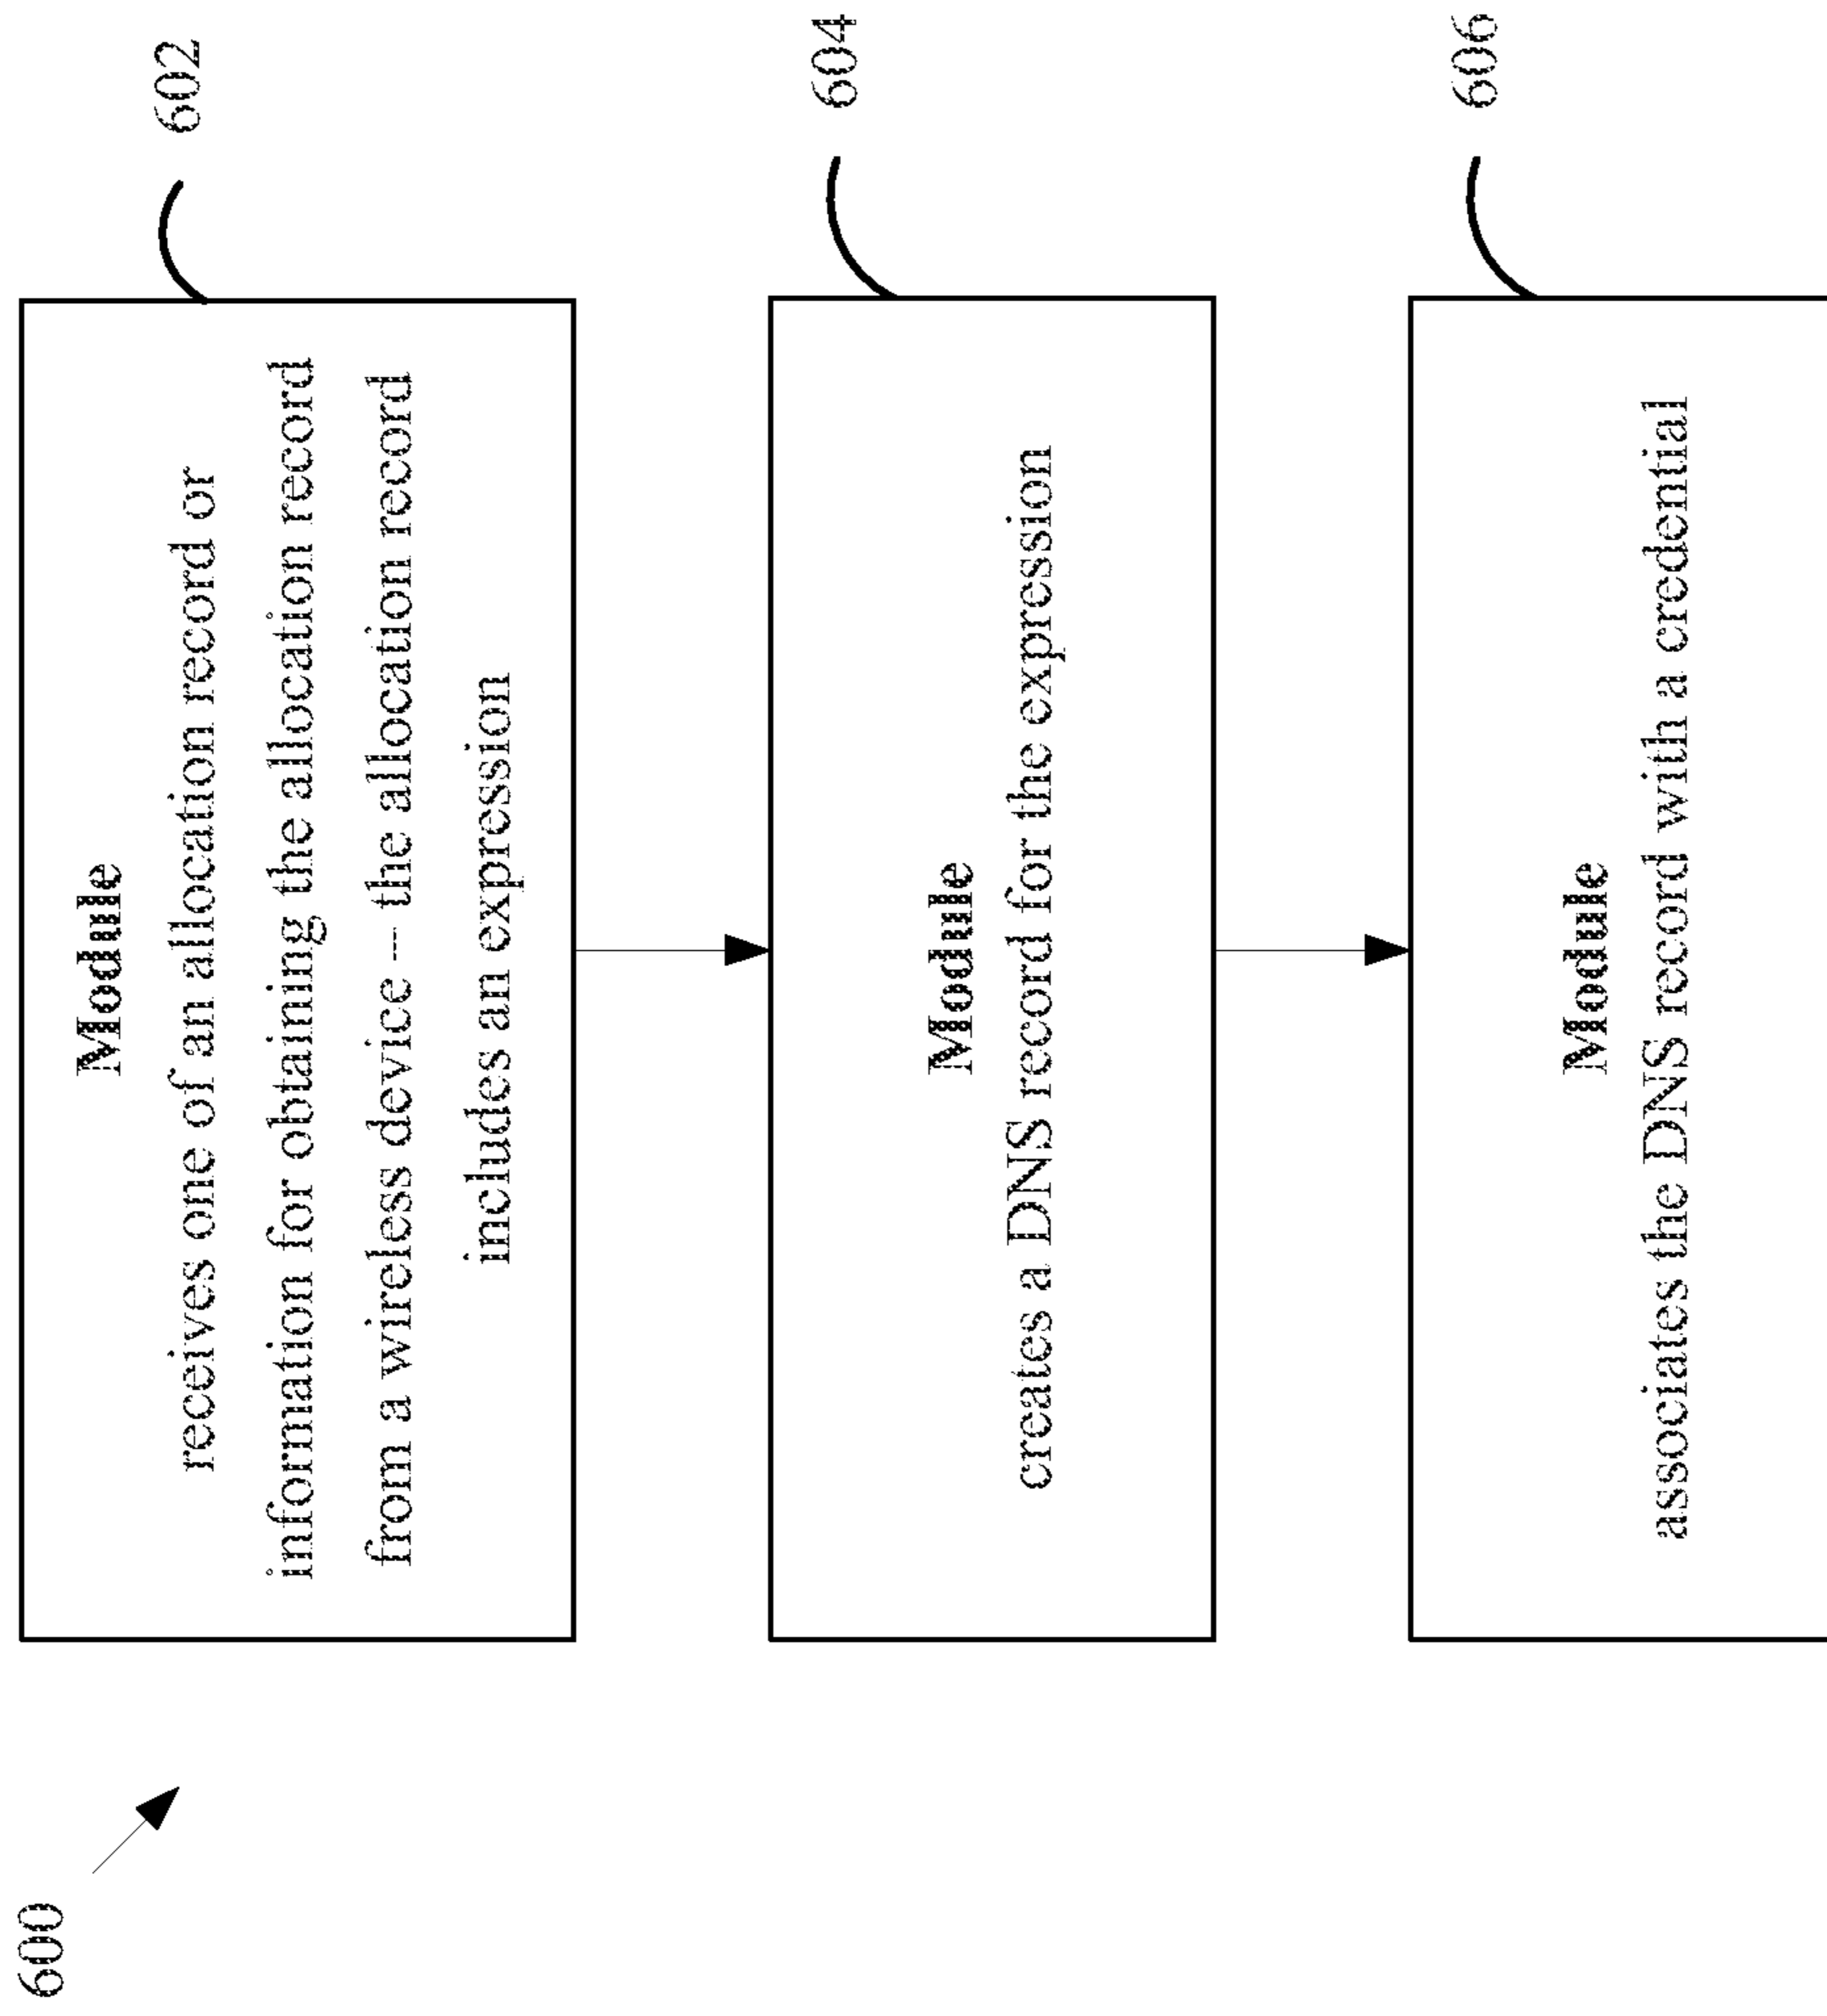 600
602
Module
receives one of an allocation record or
information for obtaining the allocation record
from a wireless device -- the allocation record
includes an expression
604
Module
creates a DNS record for the expression
606
Module
associates the DNS record with a credential